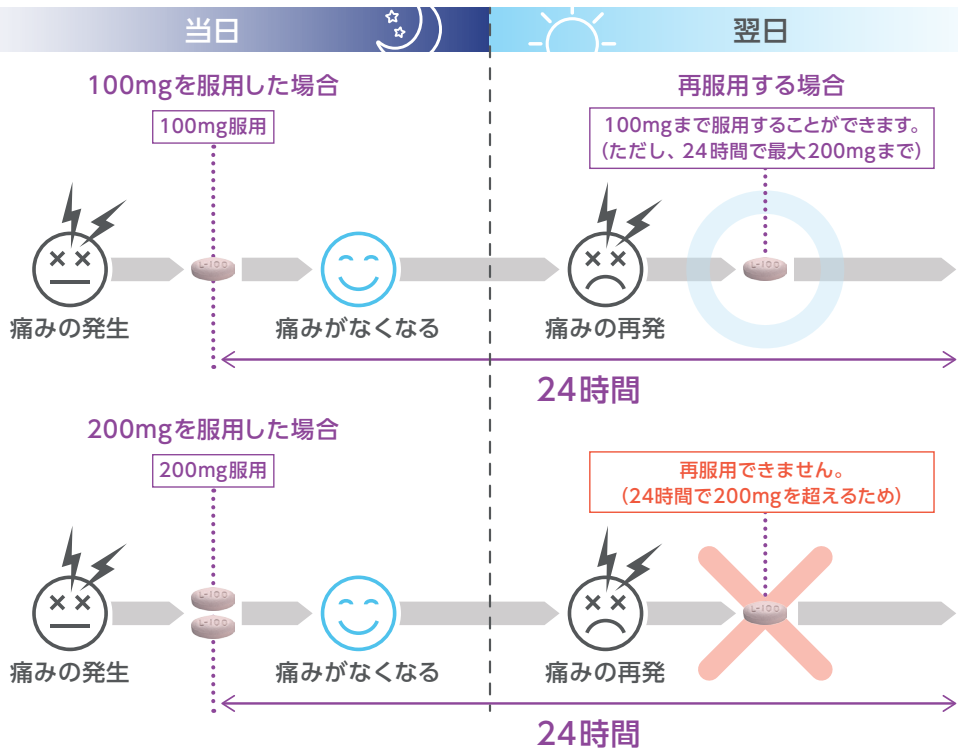 当日
翌日
100mgを服用した場合
再服用する場合
100mg服用
100mgまで服用することができます。
(ただし、24時間で最大200mgまで)
L-100
L-100
痛みの発生
痛みがなくなる
痛みの再発
24時間
200mgを服用した場合
200mg服用
再服用できません。
(24時間で200mgを超えるため)
L-100
L-100
L-100
痛みの発生
痛みがなくなる
痛みの再発
24時間